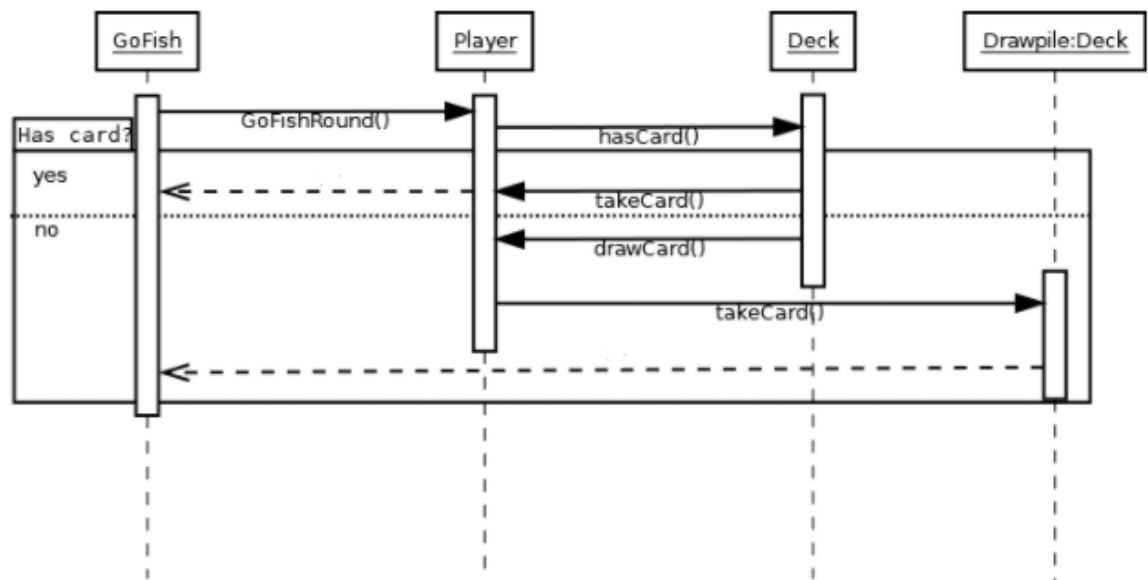 GoFish
Player
Deck
Drawpile:Deck
GoFishRound()
Has card?
hasCard()
yes
takeCard()
no
drawCard()
takeCard()